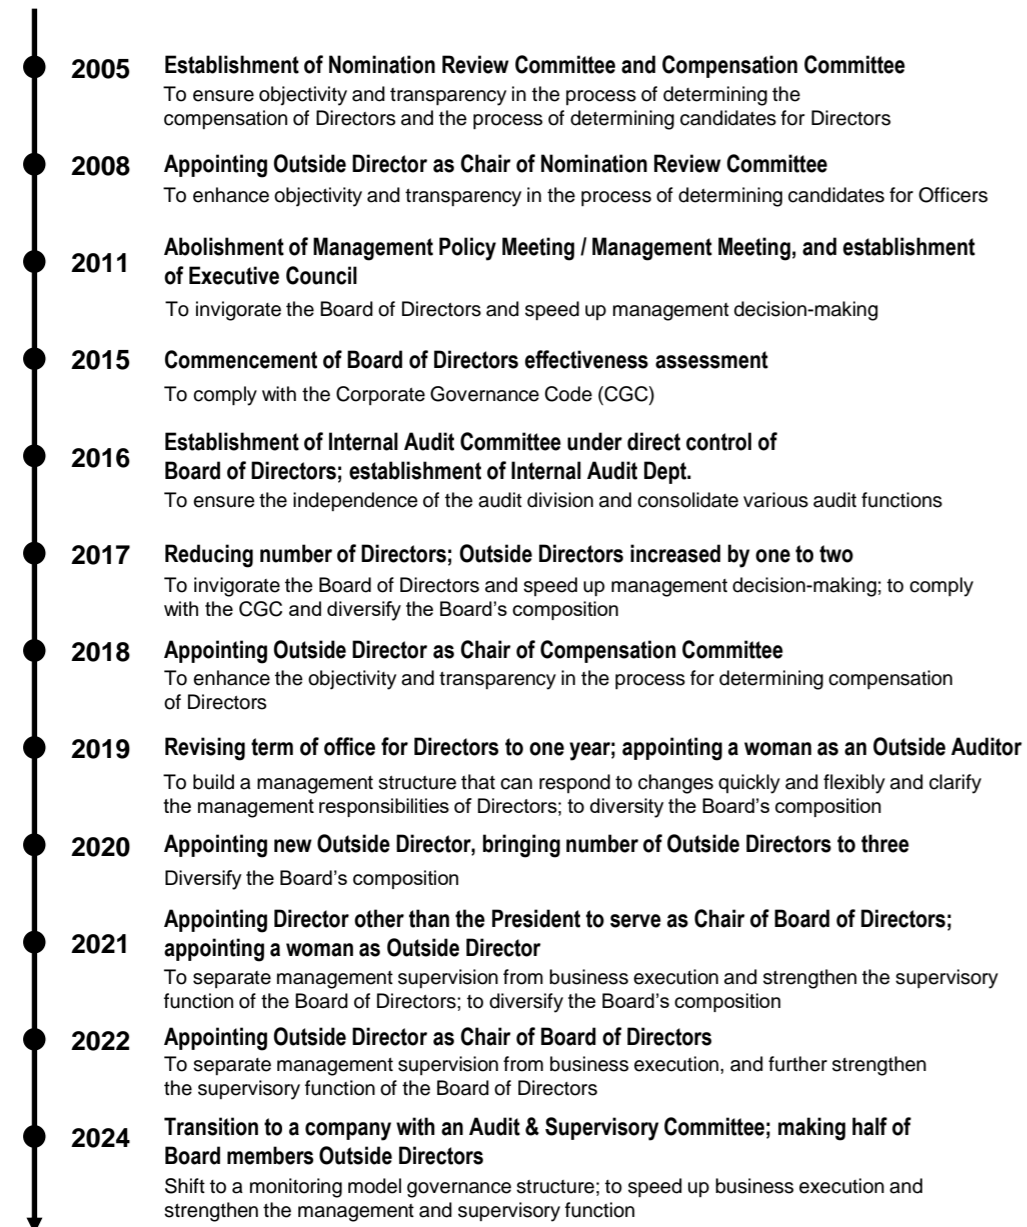 2005
Establishment of Nomination Review Committee and Compensation Committee
To ensure objectivity and transparency in the process of determining the
compensation of Directors and the process of determining candidates for Directors
2008
Appointing Outside Director as Chair of Nomination Review Committee
To enhance objectivity and transparency in the process of determining candidates for Officers
2011
Abolishment of Management Policy Meeting / Management Meeting, and establishment
of Executive Council
To invigorate the Board of Directors and speed up management decision-making
2015
Commencement of Board of Directors effectiveness assessment
To comply with the Corporate Governance Code (CGC)
2016
Establishment of Internal Audit Committee under direct control of
Board of Directors; establishment of Internal Audit Dept.
To ensure the independence of the audit division and consolidate various audit functions
2017
Reducing number of Directors; Outside Directors increased by one to two
To invigorate the Board of Directors and speed up management decision-making; to comply
with the CGC and diversify the Board’s composition
2018
Appointing Outside Director as Chair of Compensation Committee
To enhance the objectivity and transparency in the process for determining compensation
of Directors
2019
Revising term of office for Directors to one year; appointing a woman as an Outside Auditor
To build a management structure that can respond to changes quickly and flexibly and clarify
the management responsibilities of Directors; to diversity the Board’s composition
2020
Appointing new Outside Director, bringing number of Outside Directors to three
Diversify the Board’s composition
2021
Appointing Director other than the President to serve as Chair of Board of Directors;
appointing a woman as Outside Director
To separate management supervision from business execution and strengthen the supervisory
function of the Board of Directors; to diversify the Board’s composition
2022
Appointing Outside Director as Chair of Board of Directors
To separate management supervision from business execution, and further strengthen
the supervisory function of the Board of Directors
2024
Transition to a company with an Audit & Supervisory Committee; making half of
Board members Outside Directors
Shift to a monitoring model governance structure; to speed up business execution and
strengthen the management and supervisory function